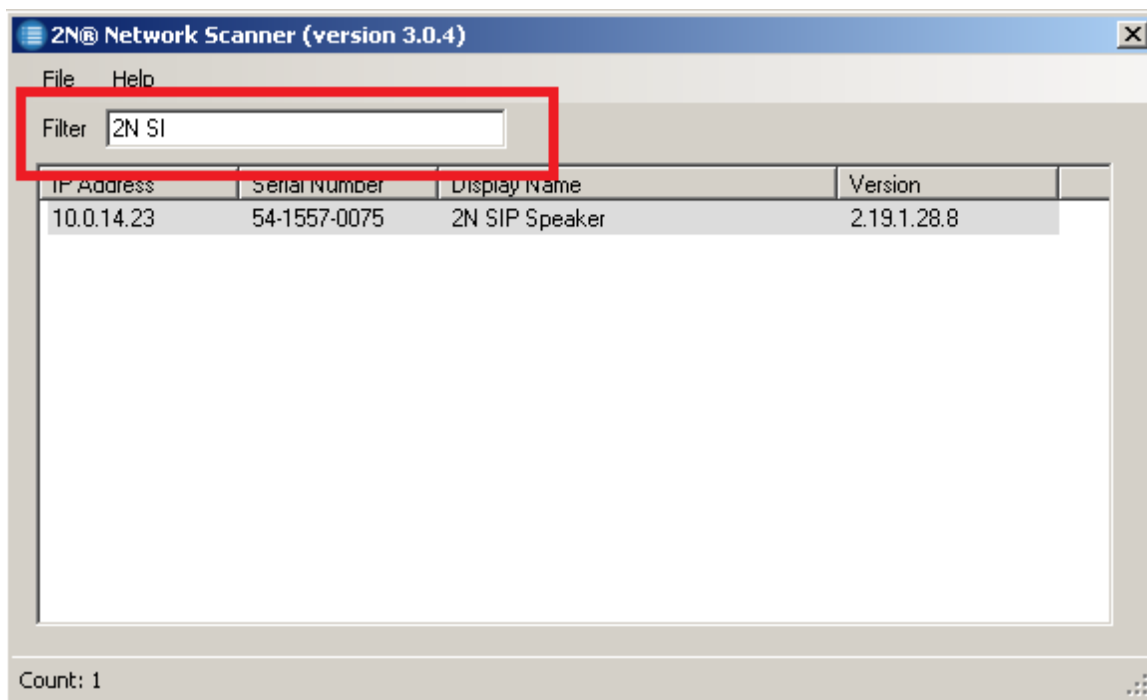 2N® Network Scanner (version 3.0.4)
File Help
Filter 2N SI
IP Address Serial Number Display Name Version
10.0.14.23 54-1557-0075 2N SIP Speaker 2.19.1.28.8
Count: 1